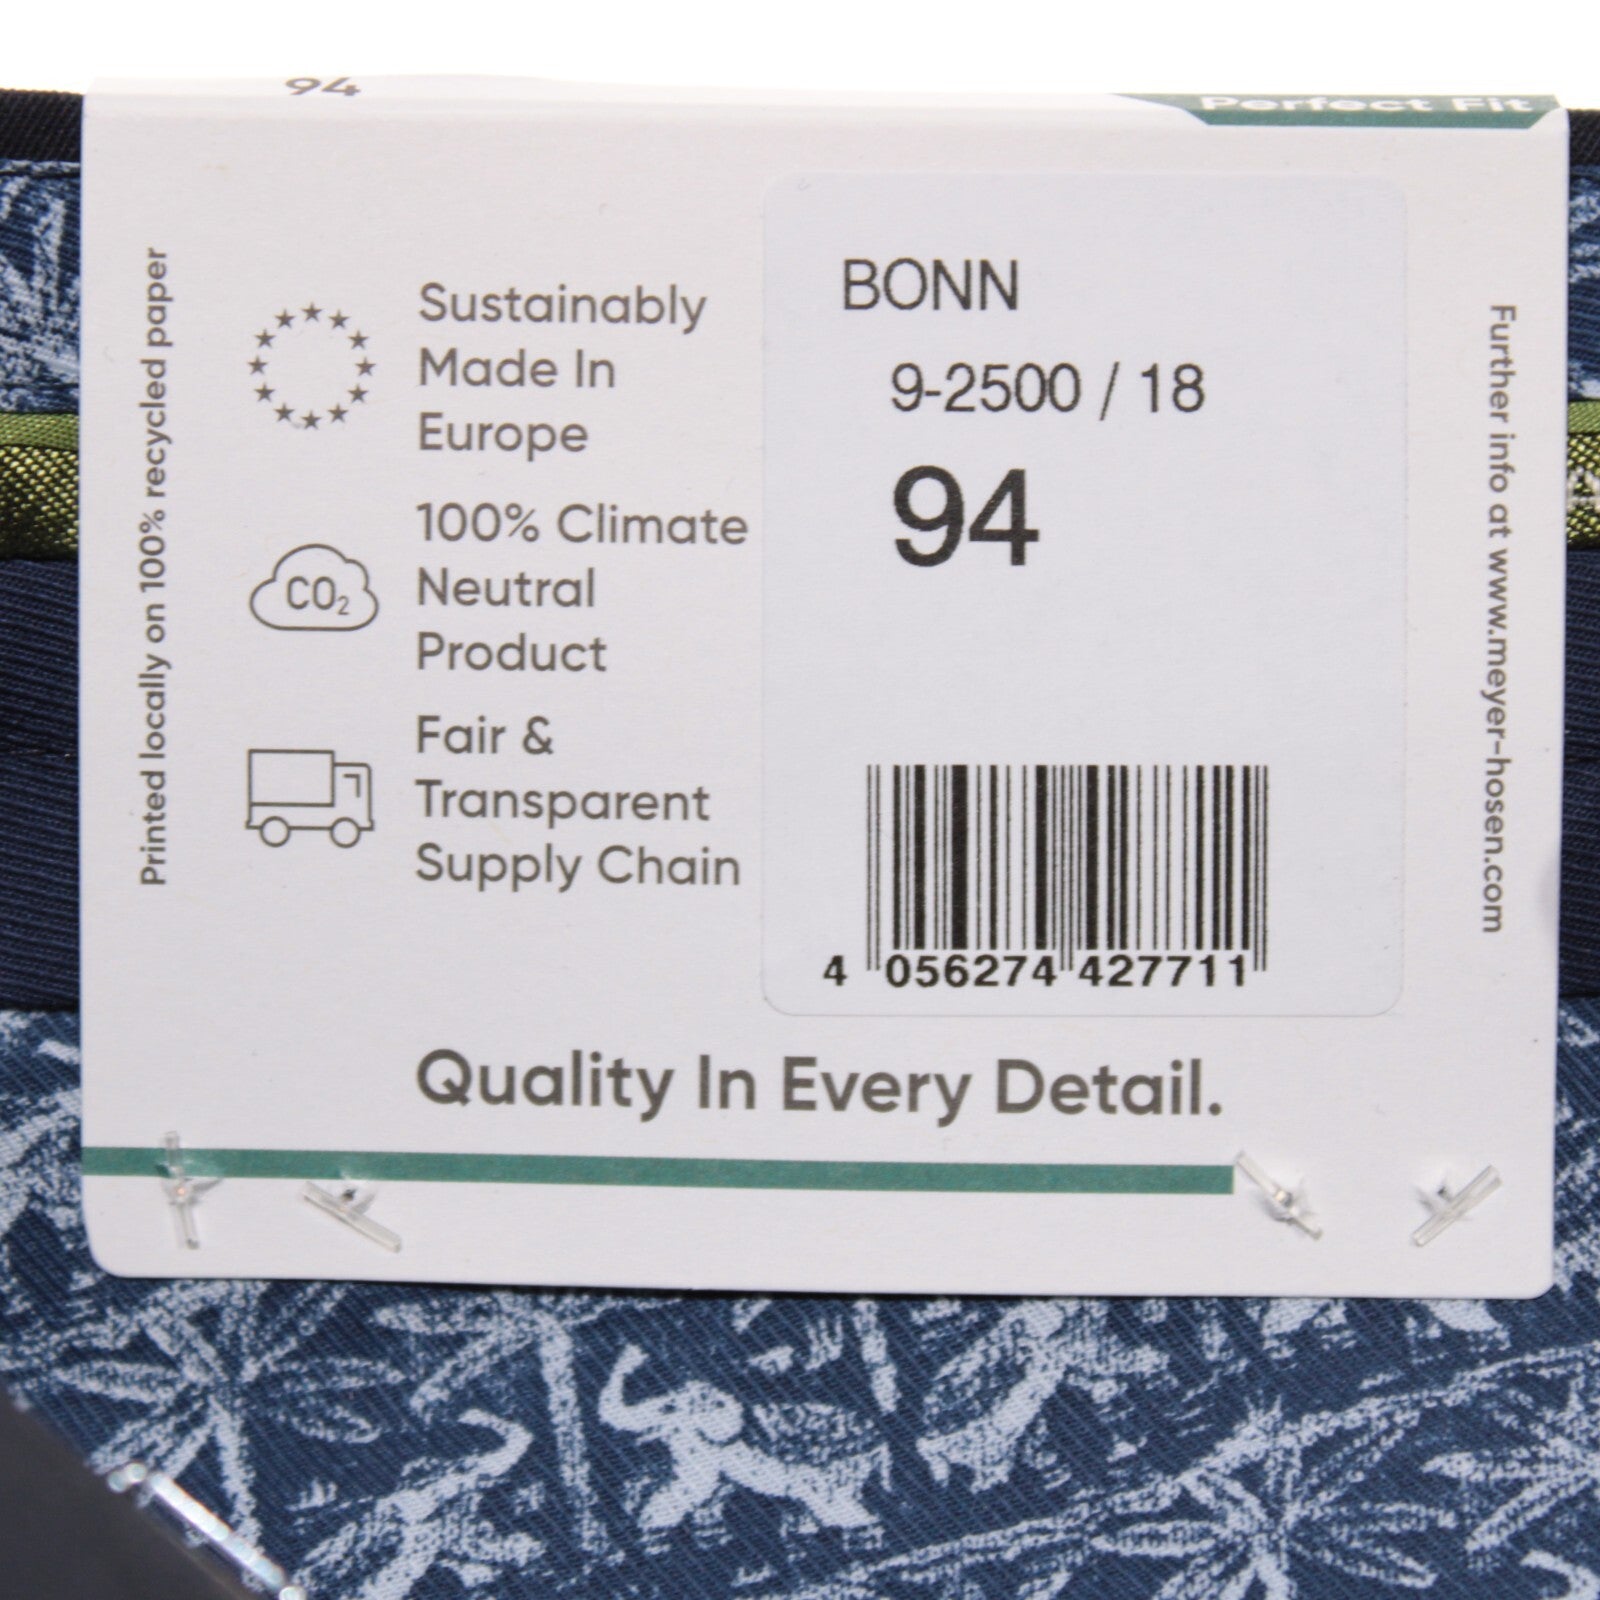 94
Perfect Fit
Printed locally on 100% recycled paper
Sustainably
Made In
Europe
CO₂
100% Climate
Neutral
Product
Fair &
Transparent
Supply Chain
BONN
9-2500 / 18
94
4 056274 427711
Further info at www.meyer-hosen.com
Quality In Every Detail.